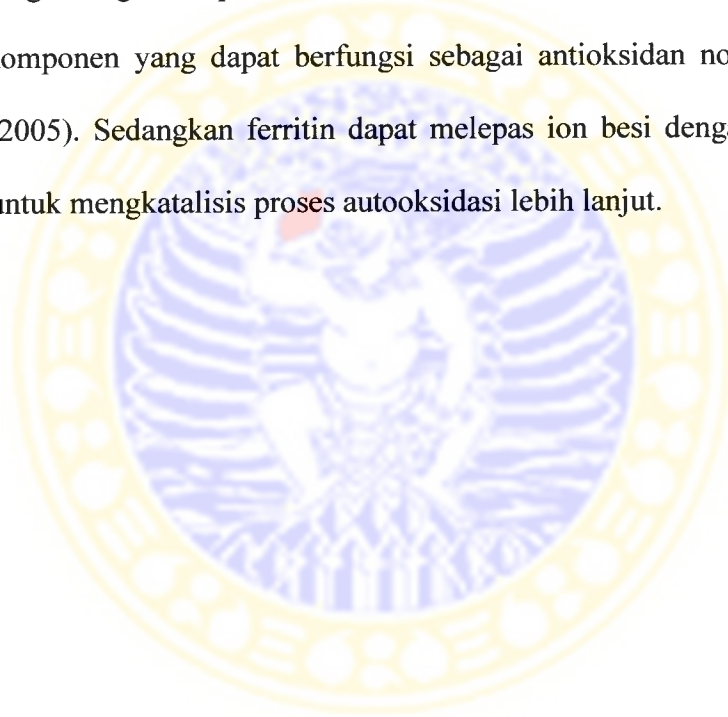 omponen yang dapat berfungsi sebagai antioksidan no
2005). Sedangkan ferritin dapat melepas ion besi deng
untuk mengkatalisis proses autooksidasi lebih lanjut.